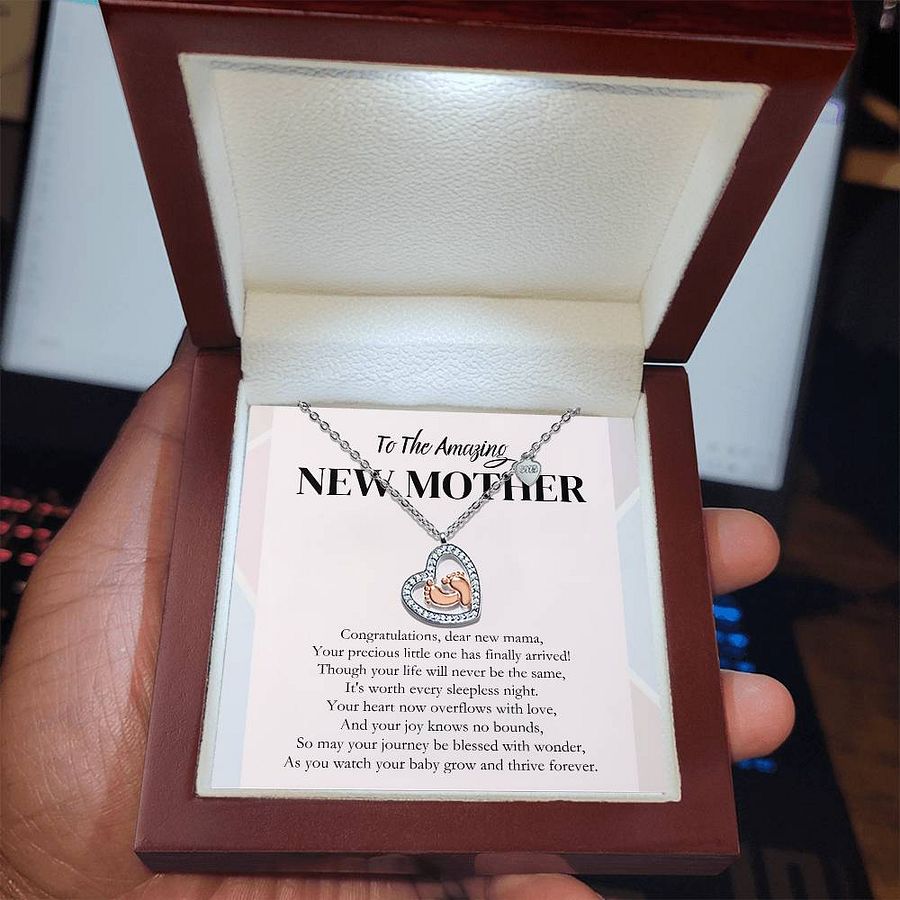 To The Amazing
NEW MOTHER
Congratulations, dear new mama,
Your precious little one has finally arrived!
Though your life will never be the same,
It's worth every sleepless night.
Your heart now overflows with love,
And your joy knows no bounds,
So may your journey be blessed with wonder,
As you watch your baby grow and thrive forever.